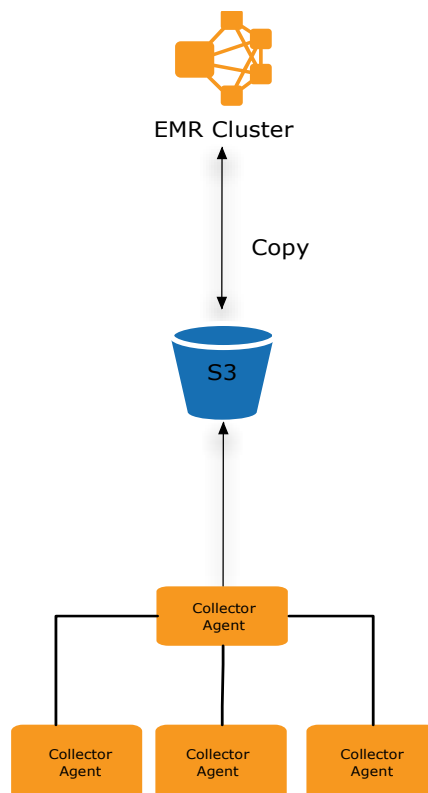 EMR Cluster
Copy
S3
Collector
Agent
Collector
Agent
Collector
Agent
Collector
Agent